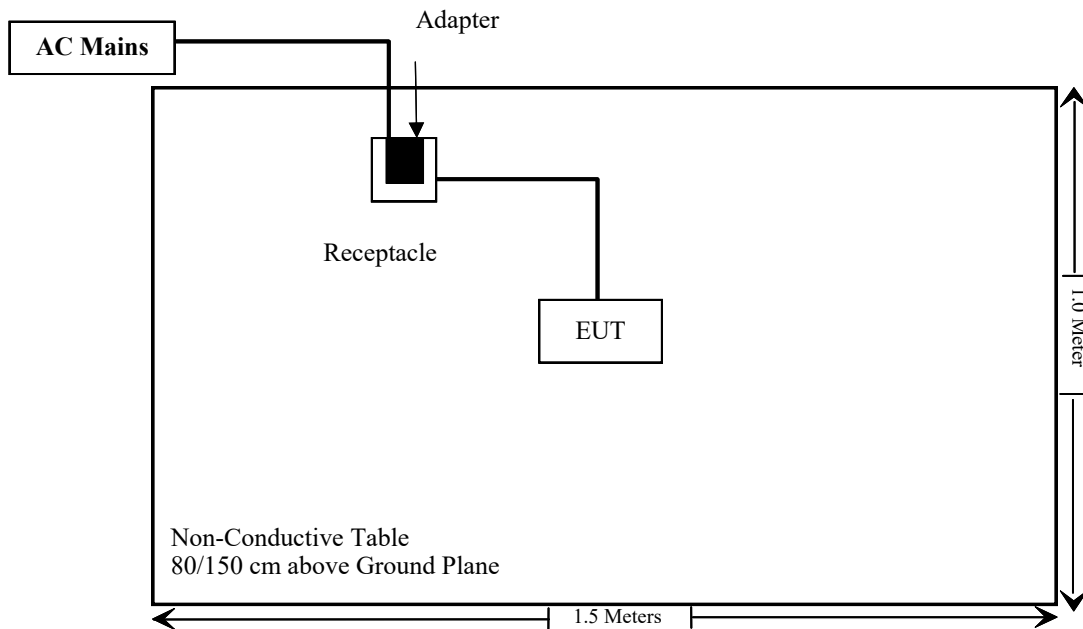 Adapter
AC Mains
Receptacle
EUT
1.0 Meter
Non-Conductive Table
80/150 cm above Ground Plane
1.5 Meters